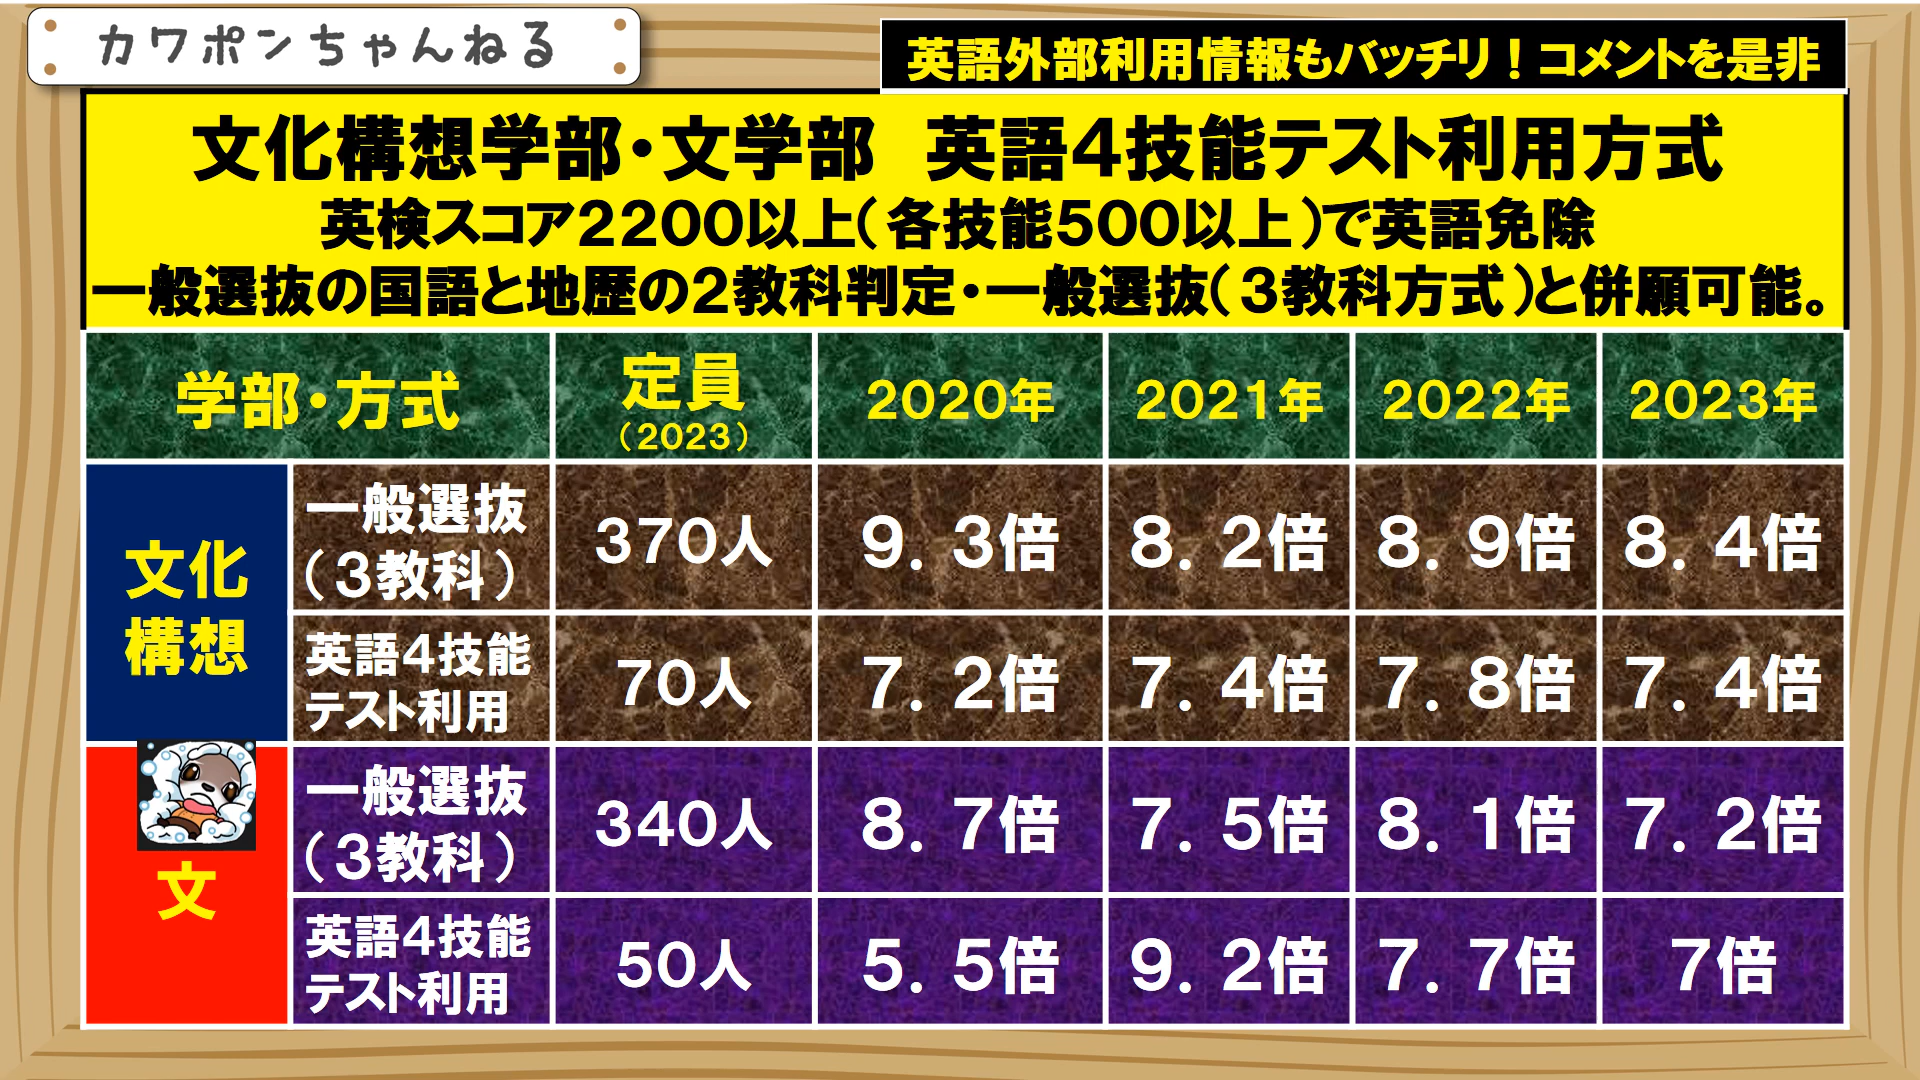 カワポンちゃんねる
英語外部利用情報もバッチリ！コメントを是非
文化構想学部・文学部　英語４技能テスト利用方式
英検スコア２２００以上（各技能５００以上）で英語免除
一般選抜の国語と地歴の２教科判定・一般選抜（３教科方式）と併願可能。
学部・方式 定員 ２０２０年 ２０２１年 ２０２２年 ２０２３年
（２０２３）
文化
構想
一般選抜
（３教科） ３７０人 ９．３倍 ８．２倍 ８．９倍 ８．４倍
英語４技能
テスト利用 ７０人 ７．２倍 ７．４倍 ７．８倍 ７．４倍
文
一般選抜
（３教科） ３４０人 ８．７倍 ７．５倍 ８．１倍 ７．２倍
英語４技能
テスト利用 ５０人 ５．５倍 ９．２倍 ７．７倍 ７倍